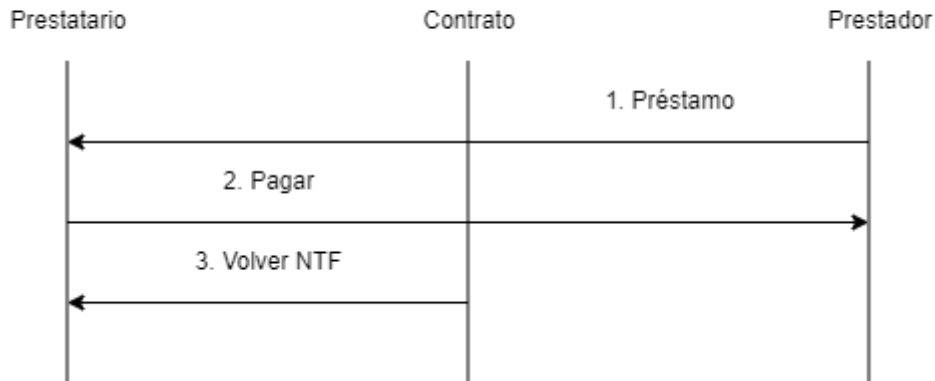 Prestatario Contrato Prestador
1. Préstamo
2. Pagar
3. Volver NTF